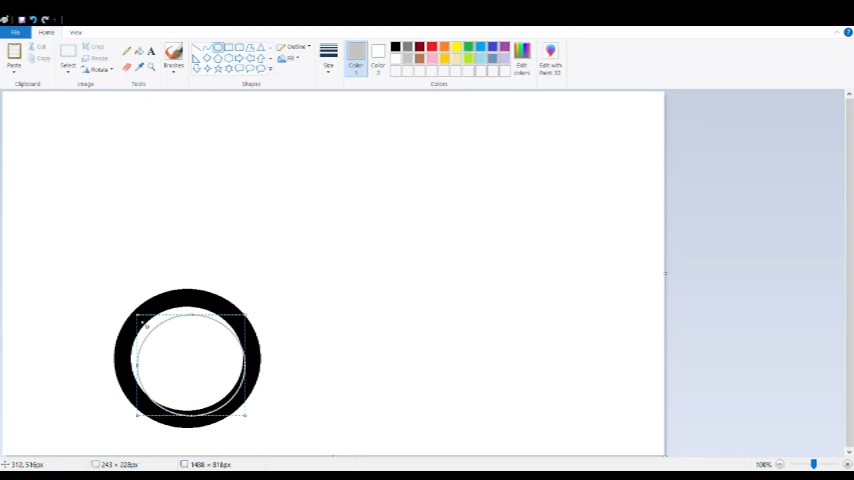 File Home View
Cut
Copy
Paste
Crop
Resize
Rotate
Select
A
Brushes
Outline
Fill
Size
Color 1
Color 2
Edit colors
Edit with Paint 3D
Clipboard Image Tools Shapes Colors
312, 516px 243 × 228px 1488 × 818px 100%